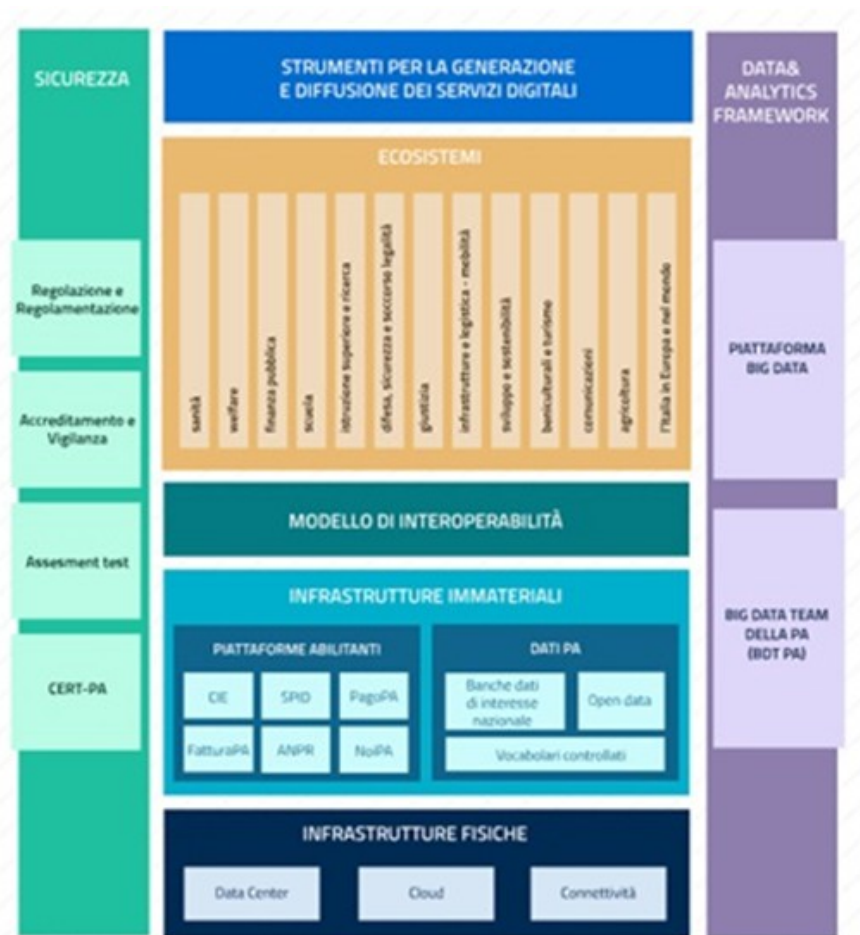 SICUREZZA
Regolazione e
Regolamentazione
Accreditamento e
Vigilanza
Assesment test
CERT-PA
STRUMENTI PER LA GENERAZIONE
E DIFFUSIONE DEI SERVIZI DIGITALI
ECOSISTEMI
sanità
welfare
finanza pubblica
scuola
istruzione superiore e ricerca
difesa, sicurezza e soccorso legalità
giustizia
infrastrutture e logistica - mobilità
sviluppo e sostenibilità
beniculturali e turismo
comunicazioni
agricoltura
l'Italia in Europa e nel mondo
MODELLO DI INTEROPERABILITÀ
INFRASTRUTTURE IMMATERIALI
PIATTAFORME ABILITANTI
CIE
SPID
PagoPA
FatturaPA
ANPR
NoiPA
DATI PA
Banche dati
di interesse
nazionale
Open data
Vocabolari controllati
INFRASTRUTTURE FISICHE
Data Center
Cloud
Connettività
DATA&
ANALYTICS
FRAMEWORK
PIATTAFORMA
BIG DATA
BIG DATA TEAM
DELLA PA
(BDT PA)